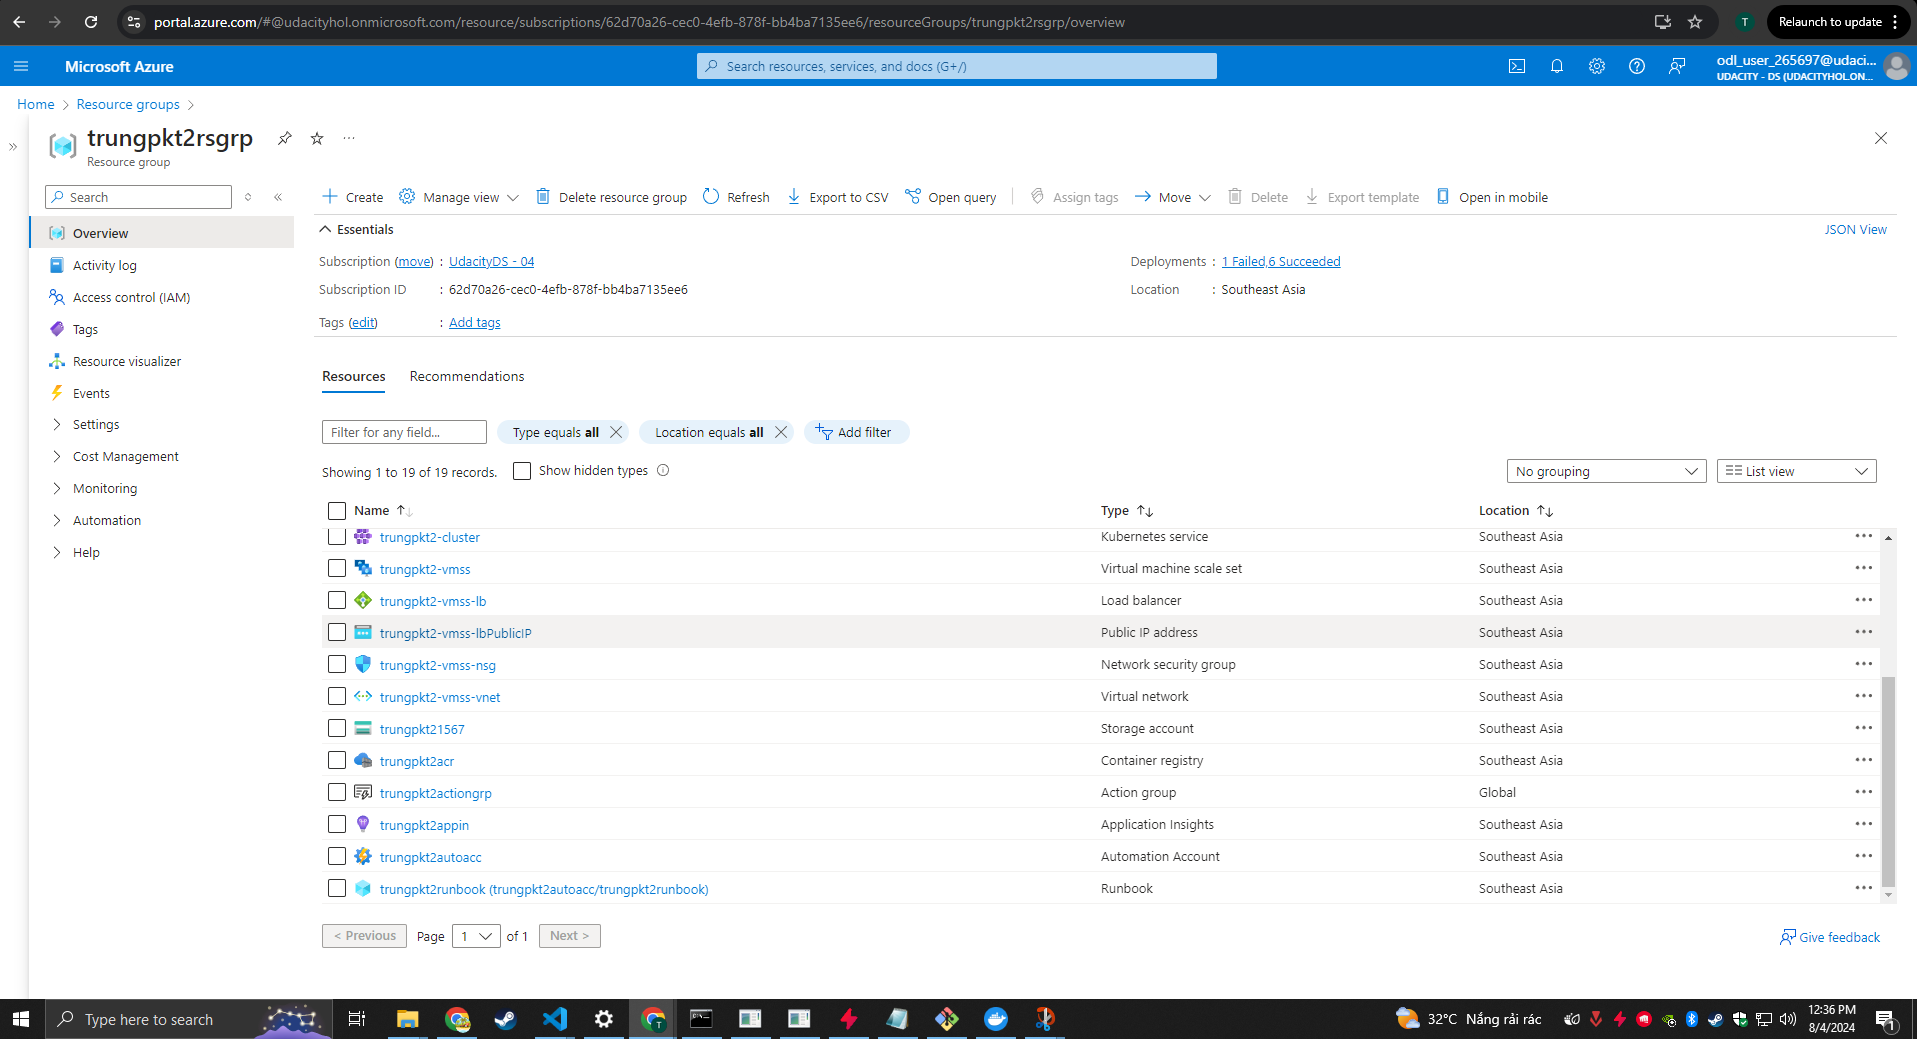 portal.azure.com/#@udacityhol.onmicrosoft.com/resource/subscriptions/62d70a26-cec0-4efb-878f-bb4ba7135ee6/resourceGroups/trungpkt2rsgrp/overview
T
Relaunch to update
Microsoft Azure
Search resources, services, and docs (G+/)
odl_user_265697@udaci...
UDACITY - DS (UDACITYHOL.ON...
Home > Resource groups >
trungpkt2rsgrp
Resource group
Search
Create
Manage view
Delete resource group
Refresh
Export to CSV
Open query
Assign tags
Move
Delete
Export template
Open in mobile
Overview
Activity log
Access control (IAM)
Tags
Resource visualizer
Events
Settings
Cost Management
Monitoring
Automation
Help
Essentials
JSON View
Subscription (move) : UdacityDS - 04
Deployments : 1 Failed,6 Succeeded
Subscription ID : 62d70a26-cec0-4efb-878f-bb4ba7135ee6
Location : Southeast Asia
Tags (edit) : Add tags
Resources Recommendations
Filter for any field...
Type equals all
Location equals all
Add filter
Showing 1 to 19 of 19 records.
Show hidden types
No grouping
List view
Name Type Location
trungpkt2-cluster Kubernetes service Southeast Asia
trungpkt2-vmss Virtual machine scale set Southeast Asia
trungpkt2-vmss-lb Load balancer Southeast Asia
trungpkt2-vmss-lbPublicIP Public IP address Southeast Asia
trungpkt2-vmss-nsg Network security group Southeast Asia
trungpkt2-vmss-vnet Virtual network Southeast Asia
trungpkt21567 Storage account Southeast Asia
trungpkt2acr Container registry Southeast Asia
trungpkt2actiongrp Action group Global
trungpkt2appin Application Insights Southeast Asia
trungpkt2autoacc Automation Account Southeast Asia
trungpkt2runbook (trungpkt2autoacc/trungpkt2runbook) Runbook Southeast Asia
< Previous Page 1 of 1 Next >
Give feedback
Type here to search
32°C Nắng rải rác
12:36 PM
8/4/2024
1